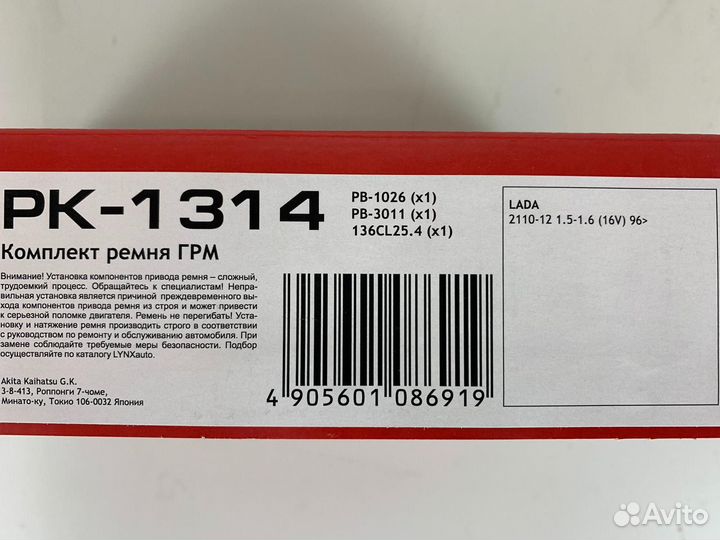 PK-1314
PB-1026 (x1)
PB-3011 (x1)
136CL25.4 (x1)
LADA
2110-12 1.5-1.6 (16V) 96>
Комплект ремня ГРМ
Внимание! Установка компонентов привода ремня – сложный,
трудоемкий процесс. Обращайтесь к специалистам! Непра-
вильная установка является причиной преждевременного вы-
хода компонентов привода ремня из строя и может привести
к серьезной поломке двигателя. Ремень не перегибать! Уста-
новку и натяжение ремня производить строго в соответствии
с руководством по ремонту и обслуживанию автомобиля. При
замене соблюдайте требуемые меры безопасности. Подбор
осуществляйте по каталогу LYNXauto.
Akita Kaihatsu G.K.
3-8-413, Роппонги 7-чоме,
Минато-ку, Токио 106-0032 Япония
4 905601 086919
Avito